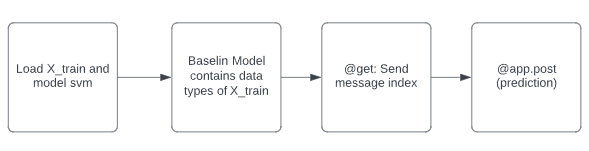 Load X_train and
model svm
Baselin Model
contains data
types of X_train
@get: Send
message index
@app.post
(prediction)